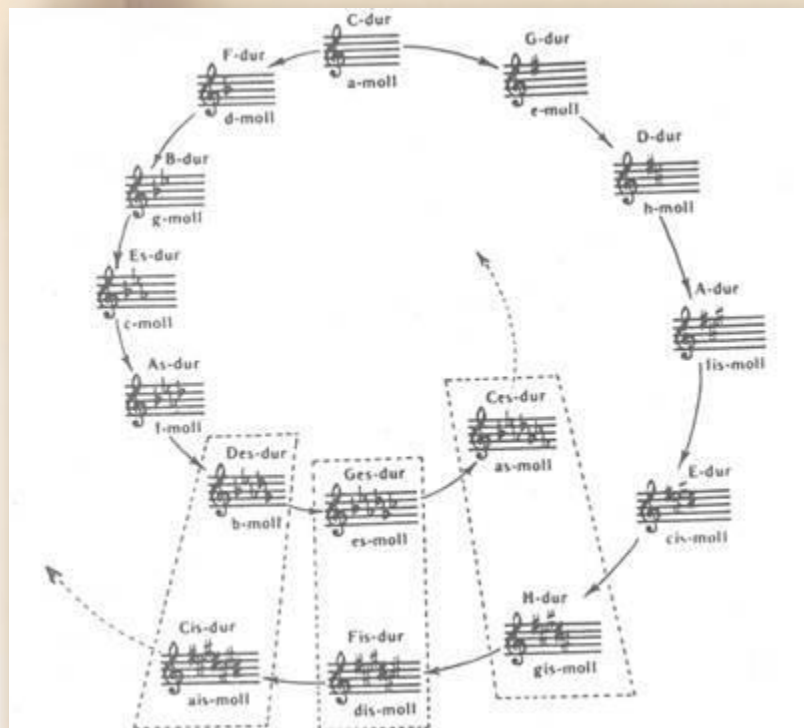 C-dur
a-moll
G-dur
e-moll
D-dur
h-moll
A-dur
fis-moll
E-dur
cis-moll
H-dur
gis-moll
Fis-dur
dis-moll
Cis-dur
ais-moll
F-dur
d-moll
B-dur
g-moll
Es-dur
c-moll
As-dur
f-moll
Des-dur
b-moll
Ges-dur
es-moll
Ces-dur
as-moll